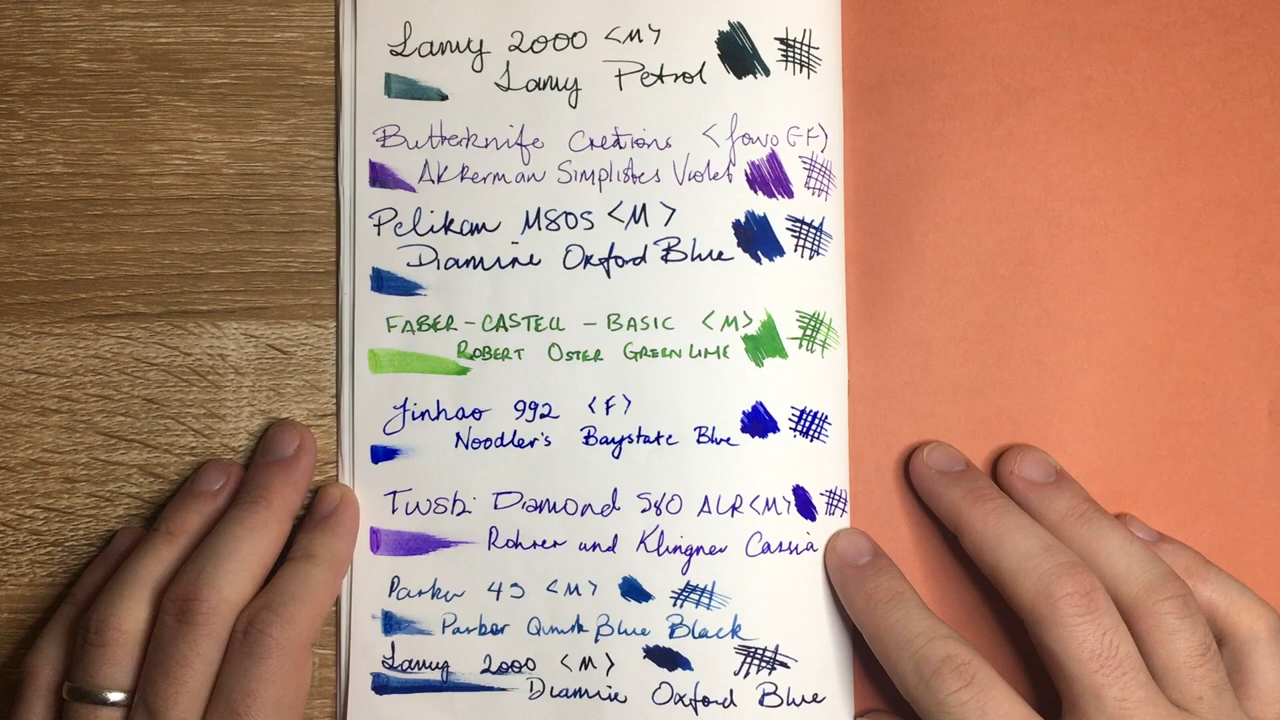 Lamy 2000 <M>
Lamy Petrol
Butterknife Creations <Jowo EF>
Akkerman Simplisties Violet
Pelikan M805 <M>
Diamine Oxford Blue
FABER-CASTELL - BASIC <M>
ROBERT OSTER GREEN LIME
Jinhao 992 <F>
Noodler's Baystate Blue
Twsbi Diamond 580 ALR <M>
Rohrer und Klingner Cassia
Parker 45 <M>
Parker Quink Blue Black
Lamy 2000 <M>
Diamine Oxford Blue